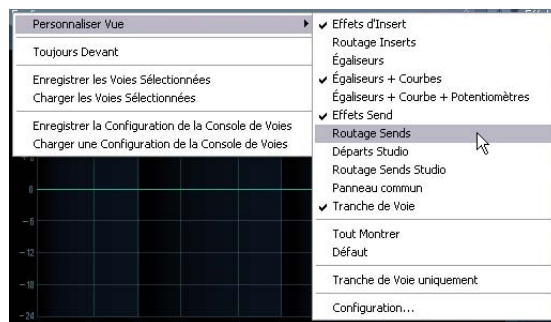 Personnaliser Vue
Toujours Devant
Enregistrer les Voies Sélectionnées
Charger les Voies Sélectionnées
Enregistrer la Configuration de la Console de Voies
Charger une Configuration de la Console de Voies
Effets d'Insert
Routage Inserts
Égaliseurs
Égaliseurs + Courbes
Égaliseurs + Courbe + Potentiomètres
Effets Send
Routage Sends
Départs Studio
Routage Sends Studio
Panneau commun
Tranche de Voie
Tout Montrer
Défaut
Tranche de Voie uniquement
Configuration...
0
-6
-12
-18
-24